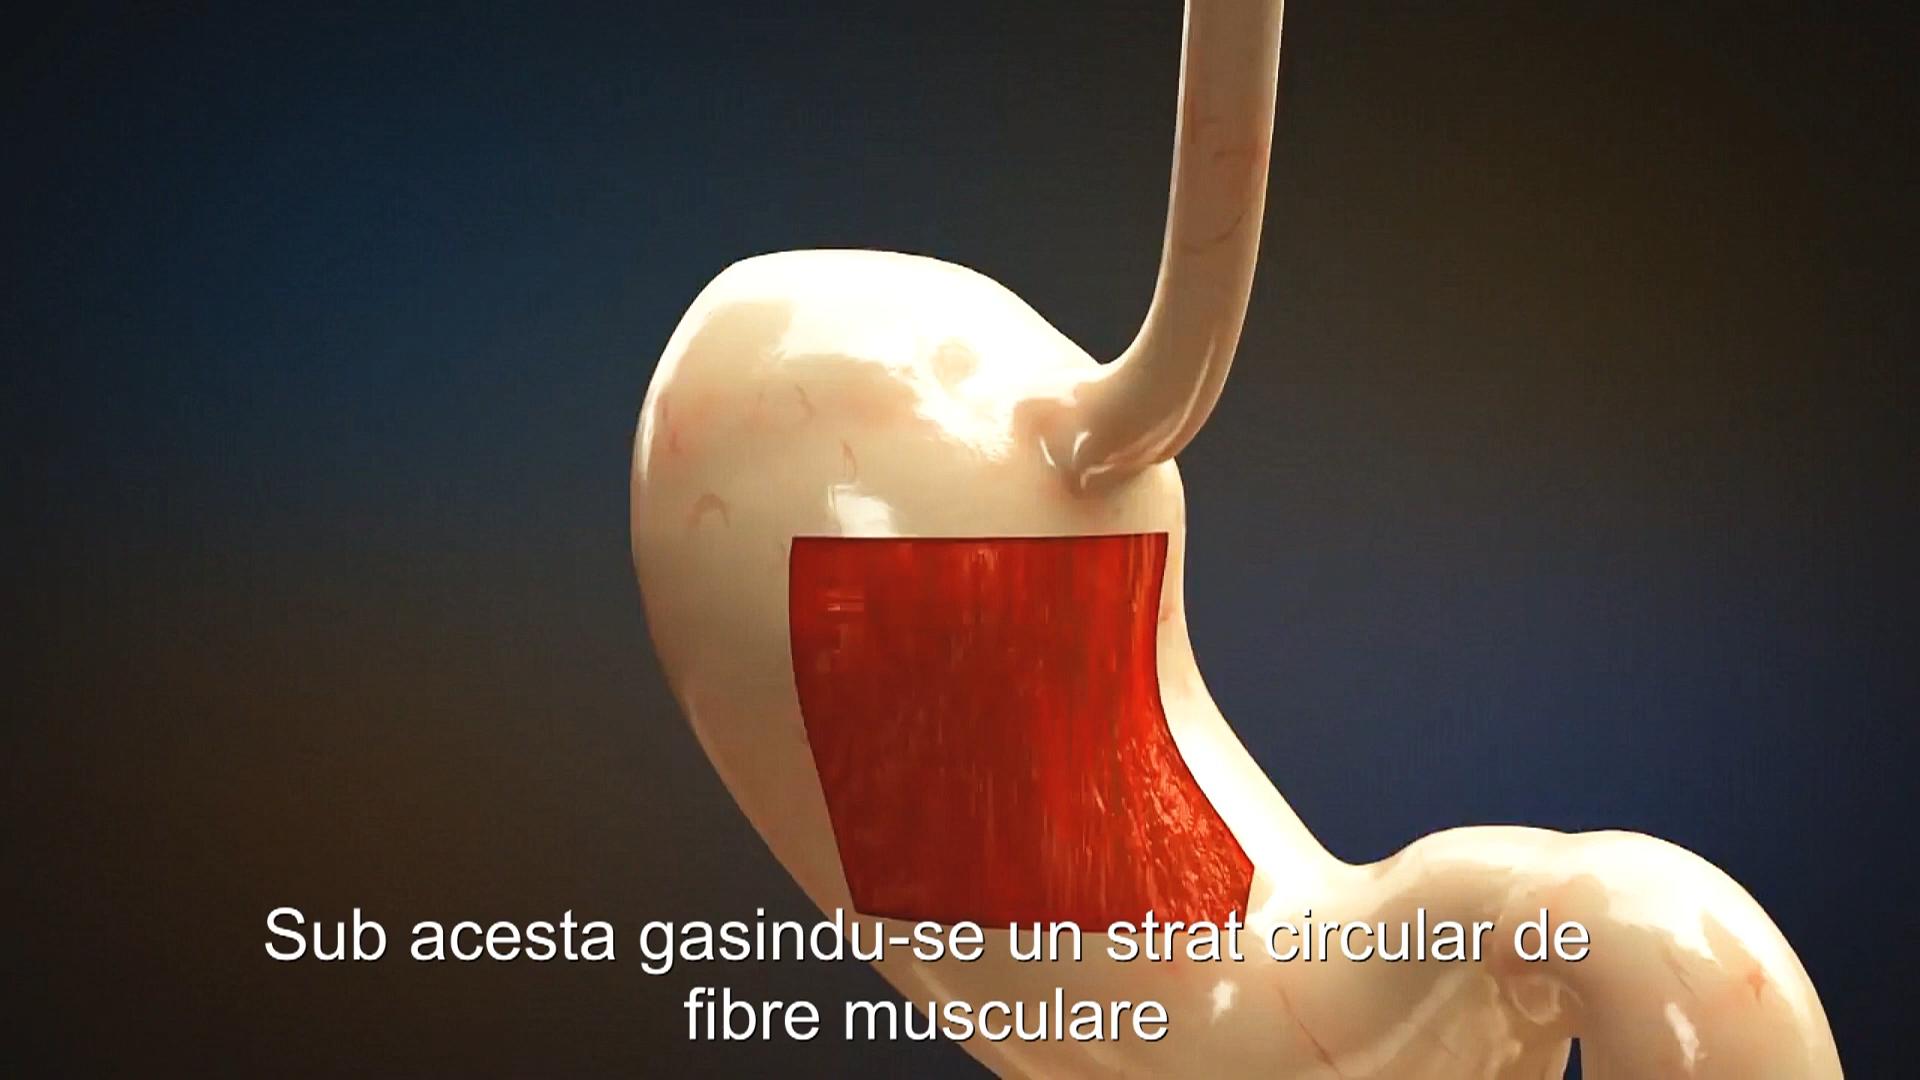 Sub acesta gasindu-se un strat circular de
fibre musculare